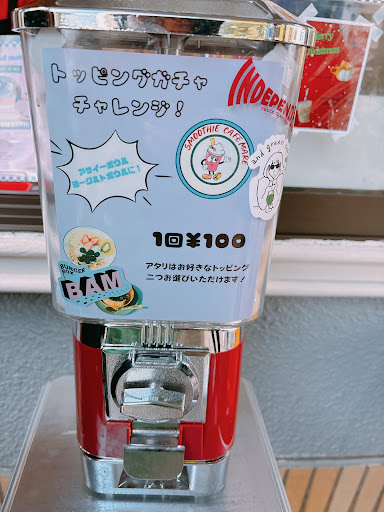 トッピングガチャ
チャレンジ！
INDEPEN
SMOOTHIE CAFE MARE
and green
アサイーボウル
ヨーグルトボウルに！
1回¥100
アタリはお好きなトッピング
二つお選びいただけます！
BAM
Merry
Christmas